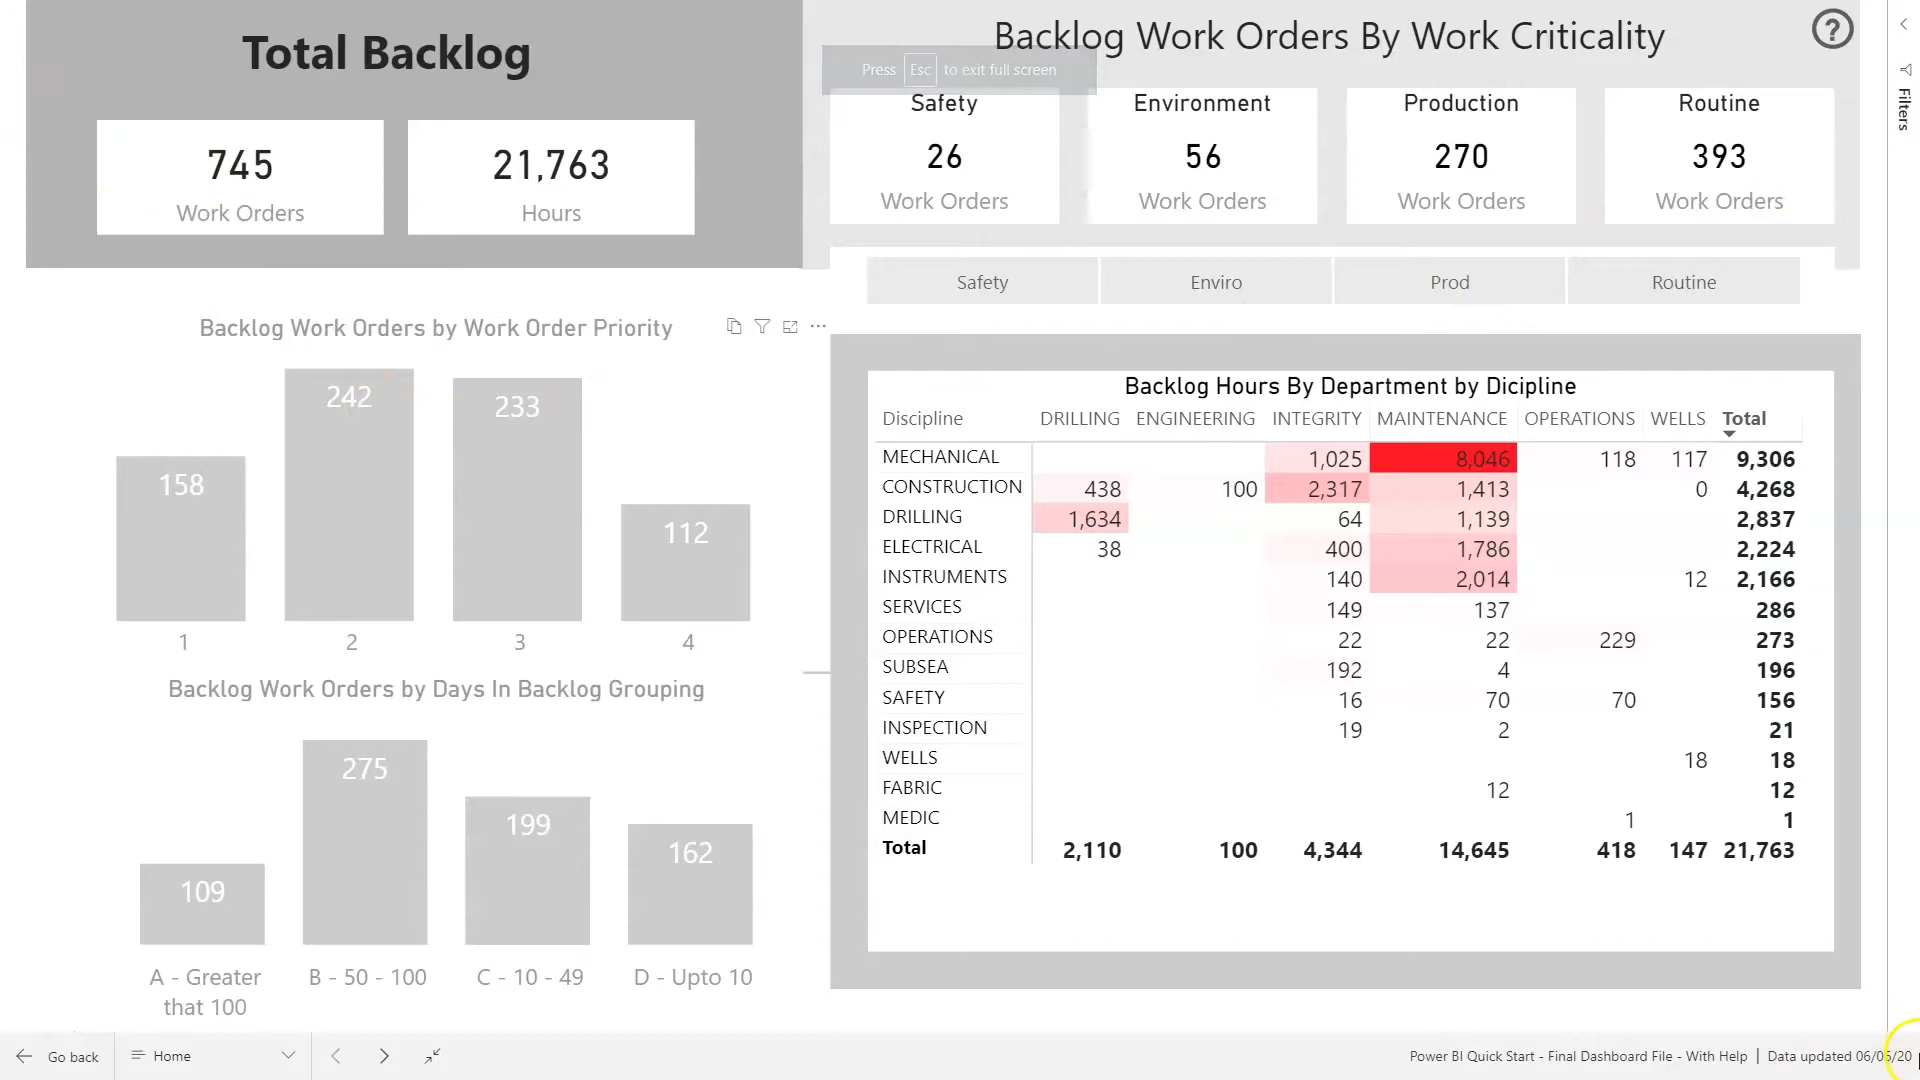 Total Backlog
745
Work Orders
21,763
Hours
Backlog Work Orders By Work Criticality
Press Esc to exit full screen
Safety
26
Work Orders
Environment
56
Work Orders
Production
270
Work Orders
Routine
393
Work Orders
Filters
Safety Enviro Prod Routine
Backlog Work Orders by Work Order Priority
158 242 233 112
1 2 3 4
Backlog Work Orders by Days In Backlog Grouping
109 275 199 162
A - Greater
that 100
B - 50 - 100
C - 10 - 49
D - Upto 10
Backlog Hours By Department by Dicipline
Discipline DRILLING ENGINEERING INTEGRITY MAINTENANCE OPERATIONS WELLS Total
MECHANICAL 1,025 8,046 118 117 9,306
CONSTRUCTION 438 100 2,317 1,413 0 4,268
DRILLING 1,634 64 1,139 2,837
ELECTRICAL 38 400 1,786 2,224
INSTRUMENTS 140 2,014 12 2,166
SERVICES 149 137 286
OPERATIONS 22 22 229 273
SUBSEA 192 4 196
SAFETY 16 70 70 156
INSPECTION 19 2 21
WELLS 18 18
FABRIC 12 12
MEDIC 1 1
Total 2,110 100 4,344 14,645 418 147 21,763
Go back
Home
Power BI Quick Start - Final Dashboard File - With Help | Data updated 06/06/20